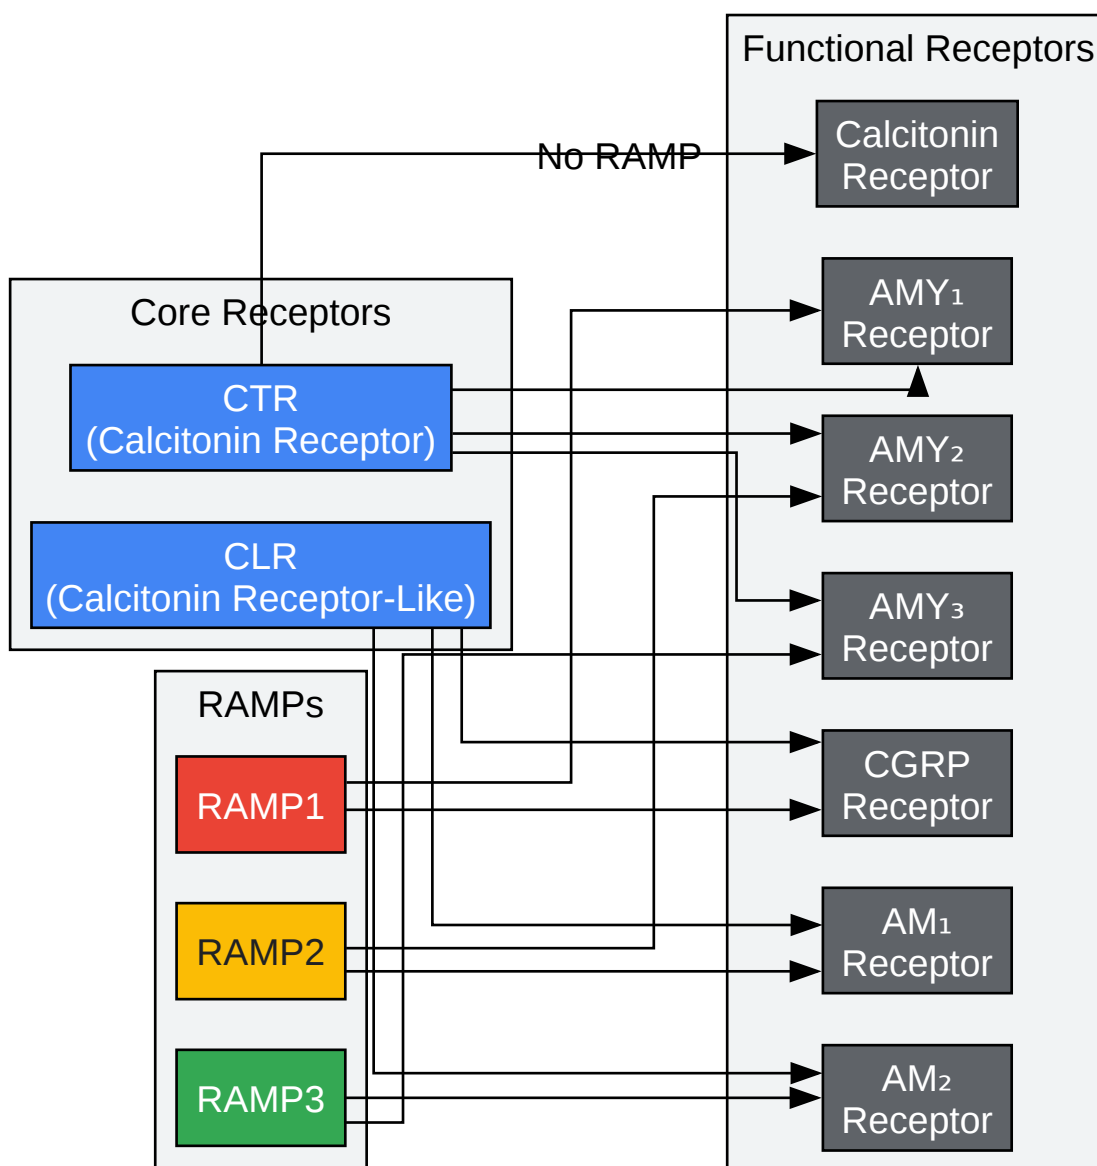 Functional Receptors
Calcitonin
Receptor
No RAMP
AMY₁
Receptor
Core Receptors
CTR
(Calcitonin Receptor)
AMY₂
Receptor
CLR
(Calcitonin Receptor-Like)
AMY₃
Receptor
RAMPs
CGRP
Receptor
RAMP1
AM₁
Receptor
RAMP2
AM₂
Receptor
RAMP3